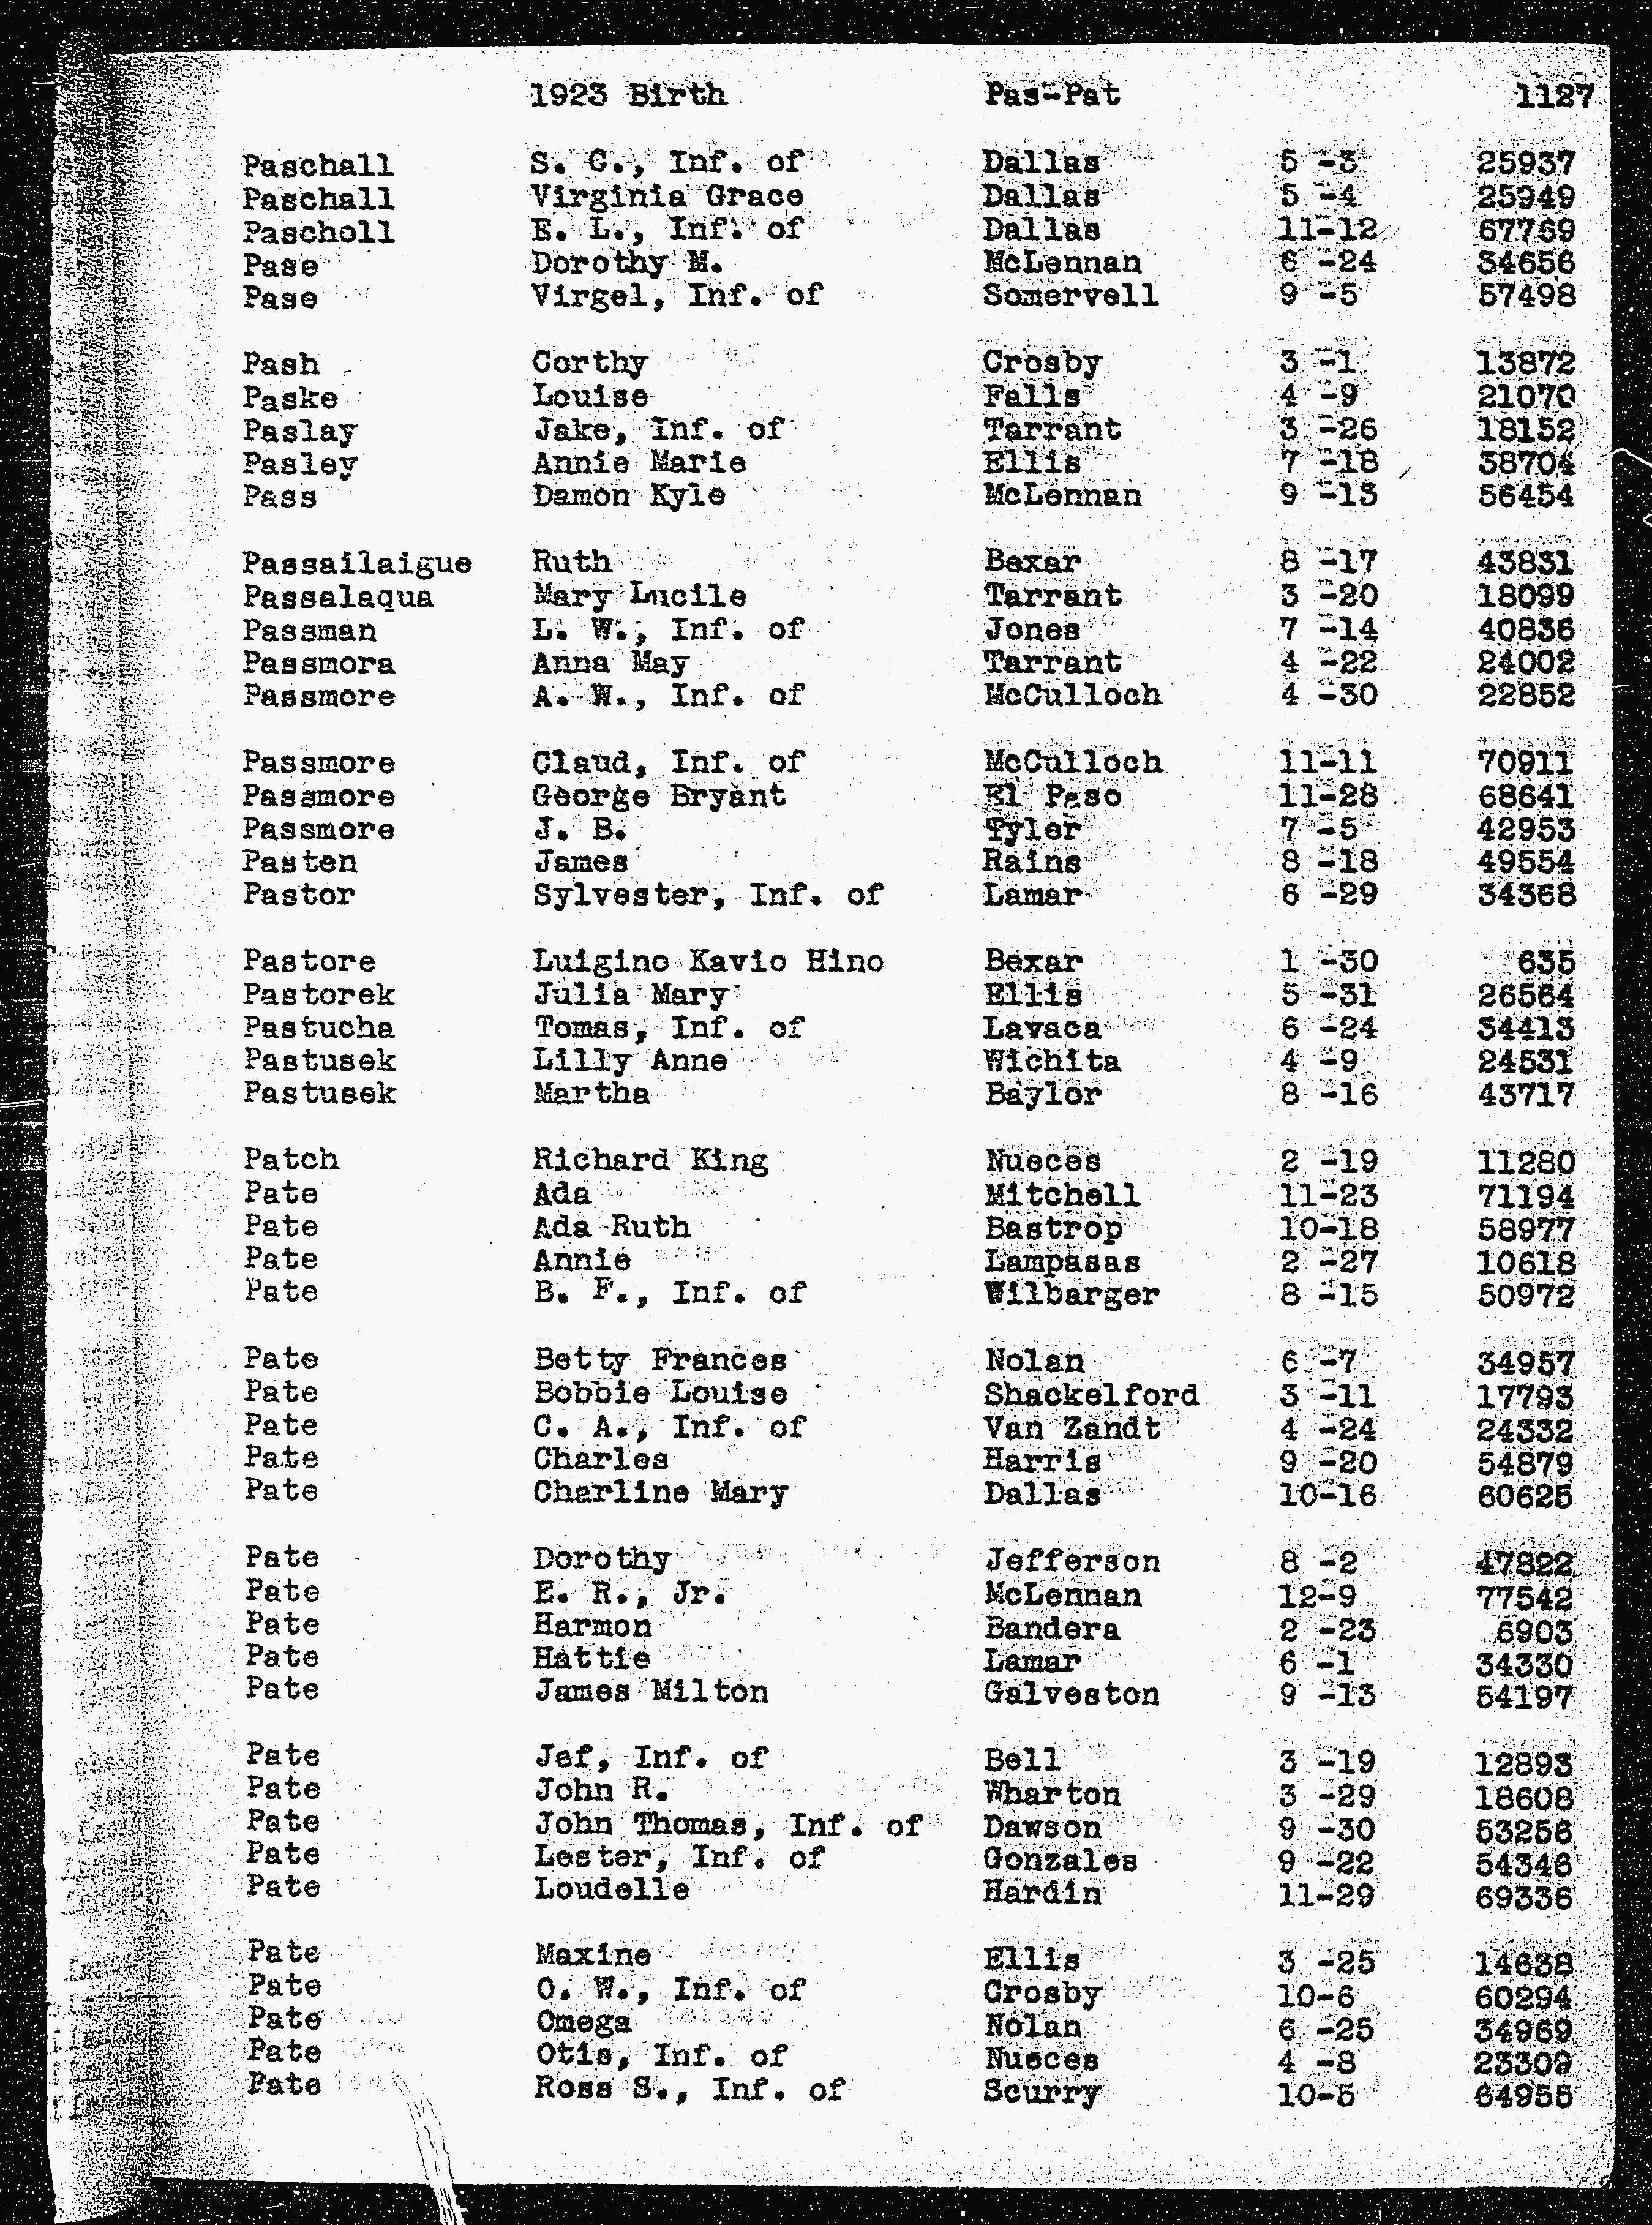 1923 Birth Pas-Pat 1127
Paschall S. C., Inf. of Dallas 5 -3 25937
Paschall Virginia Grace Dallas 5 -4 25949
Pascholl E. L., Inf. of Dallas 11-12 67769
Pase Dorothy M. McLennan 6 -24 34656
Pase Virgel, Inf. of Somervell 9 -5 57498
Pash Corthy Crosby 3 -1 13872
Paske Louise Falls 4 -9 21070
Paslay Jake, Inf. of Tarrant 3 -26 18152
Pasley Annie Marie Ellis 7 -18 38704
Pass Damon Kyle McLennan 9 -13 56454
Passailaigue Ruth Bexar 8 -17 43831
Passalaqua Mary Lucile Tarrant 3 -20 18099
Passman L. W., Inf. of Jones 7 -14 40836
Passmora Anna May Tarrant 4 -22 24002
Passmore A. W., Inf. of McCulloch 4 -30 22852
Passmore Claud, Inf. of McCulloch 11-11 70911
Passmore George Bryant El Paso 11-28 68641
Passmore J. B. Tyler 7 -5 42953
Pasten James Rains 8 -18 49554
Pastor Sylvester, Inf. of Lamar 6 -29 34368
Pastore Luigino Kavio Hino Bexar 1 -30 635
Pastorek Julia Mary Ellis 5 -31 26564
Pastucha Tomas, Inf. of Lavaca 6 -24 34413
Pastusek Lilly Anne Wichita 4 -9 24531
Pastusek Martha Baylor 8 -16 43717
Patch Richard King Nueces 2 -19 11280
Pate Ada Mitchell 11-23 71194
Pate Ada Ruth Bastrop 10-18 58977
Pate Annie Lampasas 2 -27 10618
Pate B. F., Inf. of Wilbarger 8 -15 50972
Pate Betty Frances Nolan 6 -7 34957
Pate Bobbie Louise Shackelford 3 -11 17793
Pate C. A., Inf. of Van Zandt 4 -24 24332
Pate Charles Harris 9 -20 54879
Pate Charline Mary Dallas 10-16 60625
Pate Dorothy Jefferson 8 -2 47822
Pate E. R., Jr. McLennan 12-9 77542
Pate Harmon Bandera 2 -23 6903
Pate Hattie Lamar 6 -1 34330
Pate James Milton Galveston 9 -13 54197
Pate Jef, Inf. of Bell 3 -19 12893
Pate John R. Wharton 3 -29 18608
Pate John Thomas, Inf. of Dawson 9 -30 53256
Pate Lester, Inf. of Gonzales 9 -22 54346
Pate Loudelle Hardin 11-29 69336
Pate Maxine Ellis 3 -25 14638
Pate O. W., Inf. of Crosby 10-6 60294
Pate Omega Nolan 6 -25 34969
Pate Otis, Inf. of Nueces 4 -8 23309
Pate Ross S., Inf. of Scurry 10-5 64955